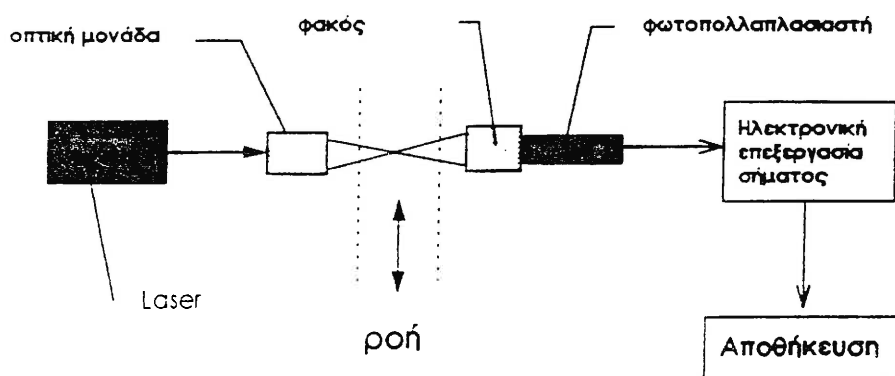 οπτική μονάδα
φακός
φωτοπολλαπλασιαστή
Ηλεκτρονική
επεξεργασία
σήματος
Laser
ροή
Αποθήκευση